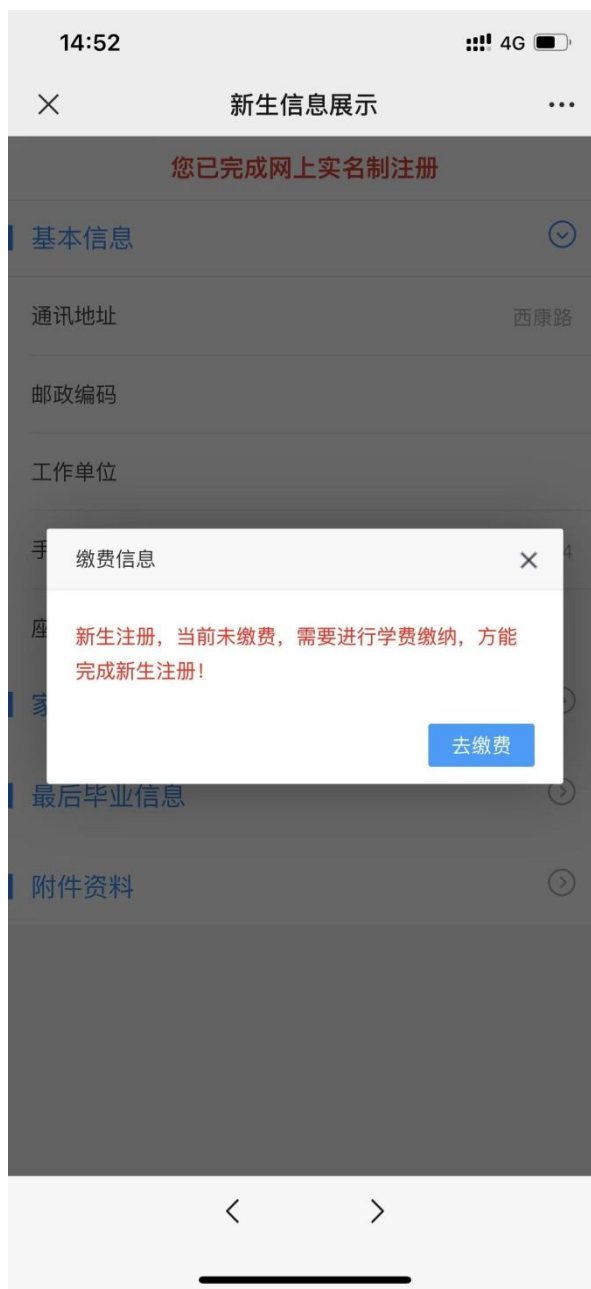 14:52
4G
新生信息展示
您已完成网上实名制注册
基本信息
通讯地址
西康路
邮政编码
工作单位
手
4
缴费信息
座
新生注册，当前未缴费，需要进行学费缴纳，方能
完成新生注册！
家
去缴费
最后毕业信息
附件资料